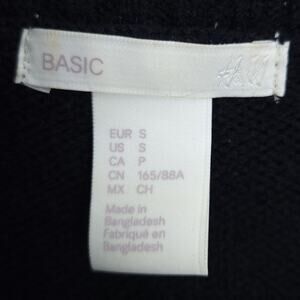 BASIC
H&M
EUR S
US S
CA P
CN 165/88A
MX CH
Made in
Bangladesh
Fabriqué en
Bangladesh